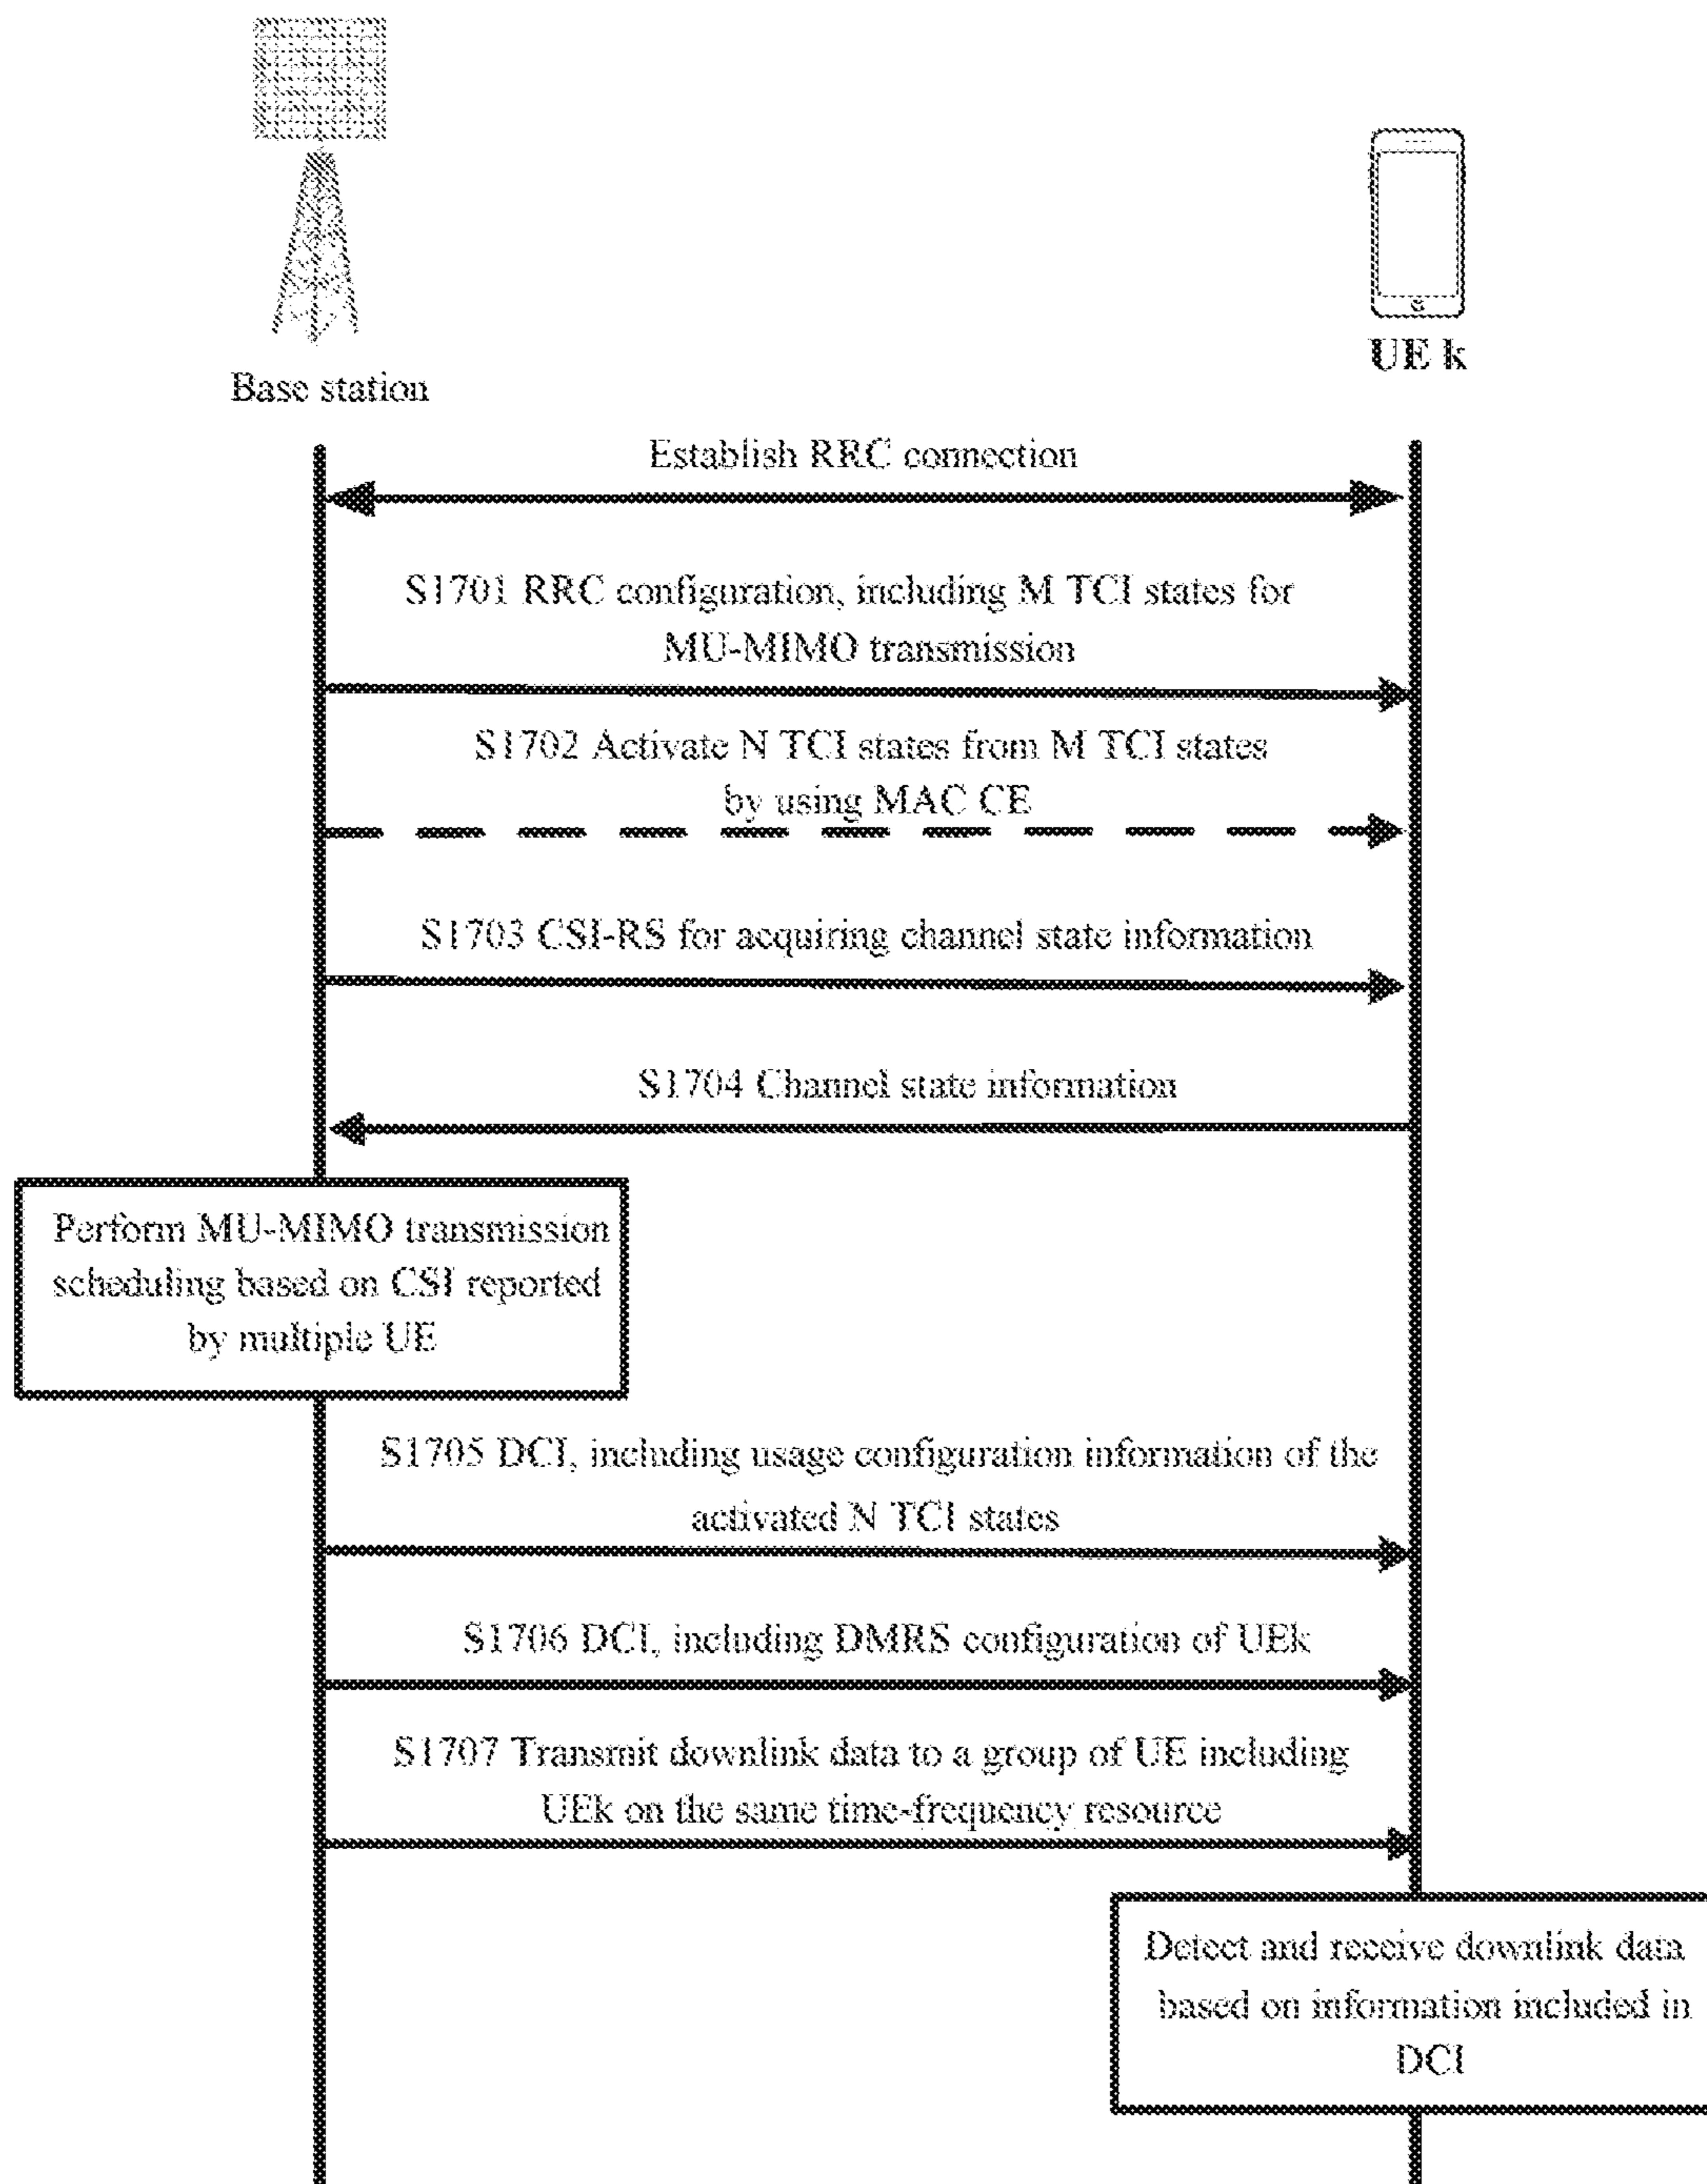 Base station
UE k
Establish RRC connection
S1701 RRC configuration, including M TCI states for
MU-MIMO transmission
S1702 Activate N TCI states from M TCI states
by using MAC CE
S1703 CSI-RS for acquiring channel state information
S1704 Channel state information
Perform MU-MIMO transmission
scheduling based on CSI reported
by multiple UE
S1705 DCI, including usage configuration information of the
activated N TCI states
S1706 DCI, including DMRS configuration of UEk
S1707 Transmit downlink data to a group of UE including
UEk on the same time-frequency resource
Detect and receive downlink data
based on information included in
DCI